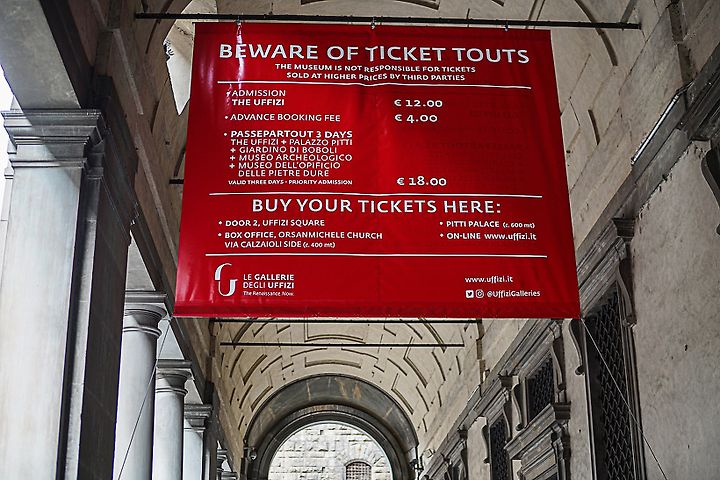 BEWARE OF TICKET TOUTS
THE MUSEUM IS NOT RESPONSIBLE FOR TICKETS
SOLD AT HIGHER PRICES BY THIRD PARTIES
• ADMISSION
THE UFFIZI € 12.00
• ADVANCE BOOKING FEE € 4.00
• PASSEPARTOUT 3 DAYS
THE UFFIZI + PALAZZO PITTI
+ GIARDINO DI BOBOLI
+ MUSEO ARCHEOLOGICO
+ MUSEO DELL'OPIFICIO
DELLE PIETRE DURE
VALID THREE DAYS - PRIORITY ADMISSION € 18.00
BUY YOUR TICKETS HERE:
• DOOR 2, UFFIZI SQUARE
• BOX OFFICE, ORSANMICHELE CHURCH
VIA CALZAIOLI SIDE (c. 400 mt)
• PITTI PALACE (c. 600 mt)
• ON-LINE www.uffizi.it
LE GALLERIE
DEGLI UFFIZI
The Renaissance. Now.
www.uffizi.it
@UffiziGalleries